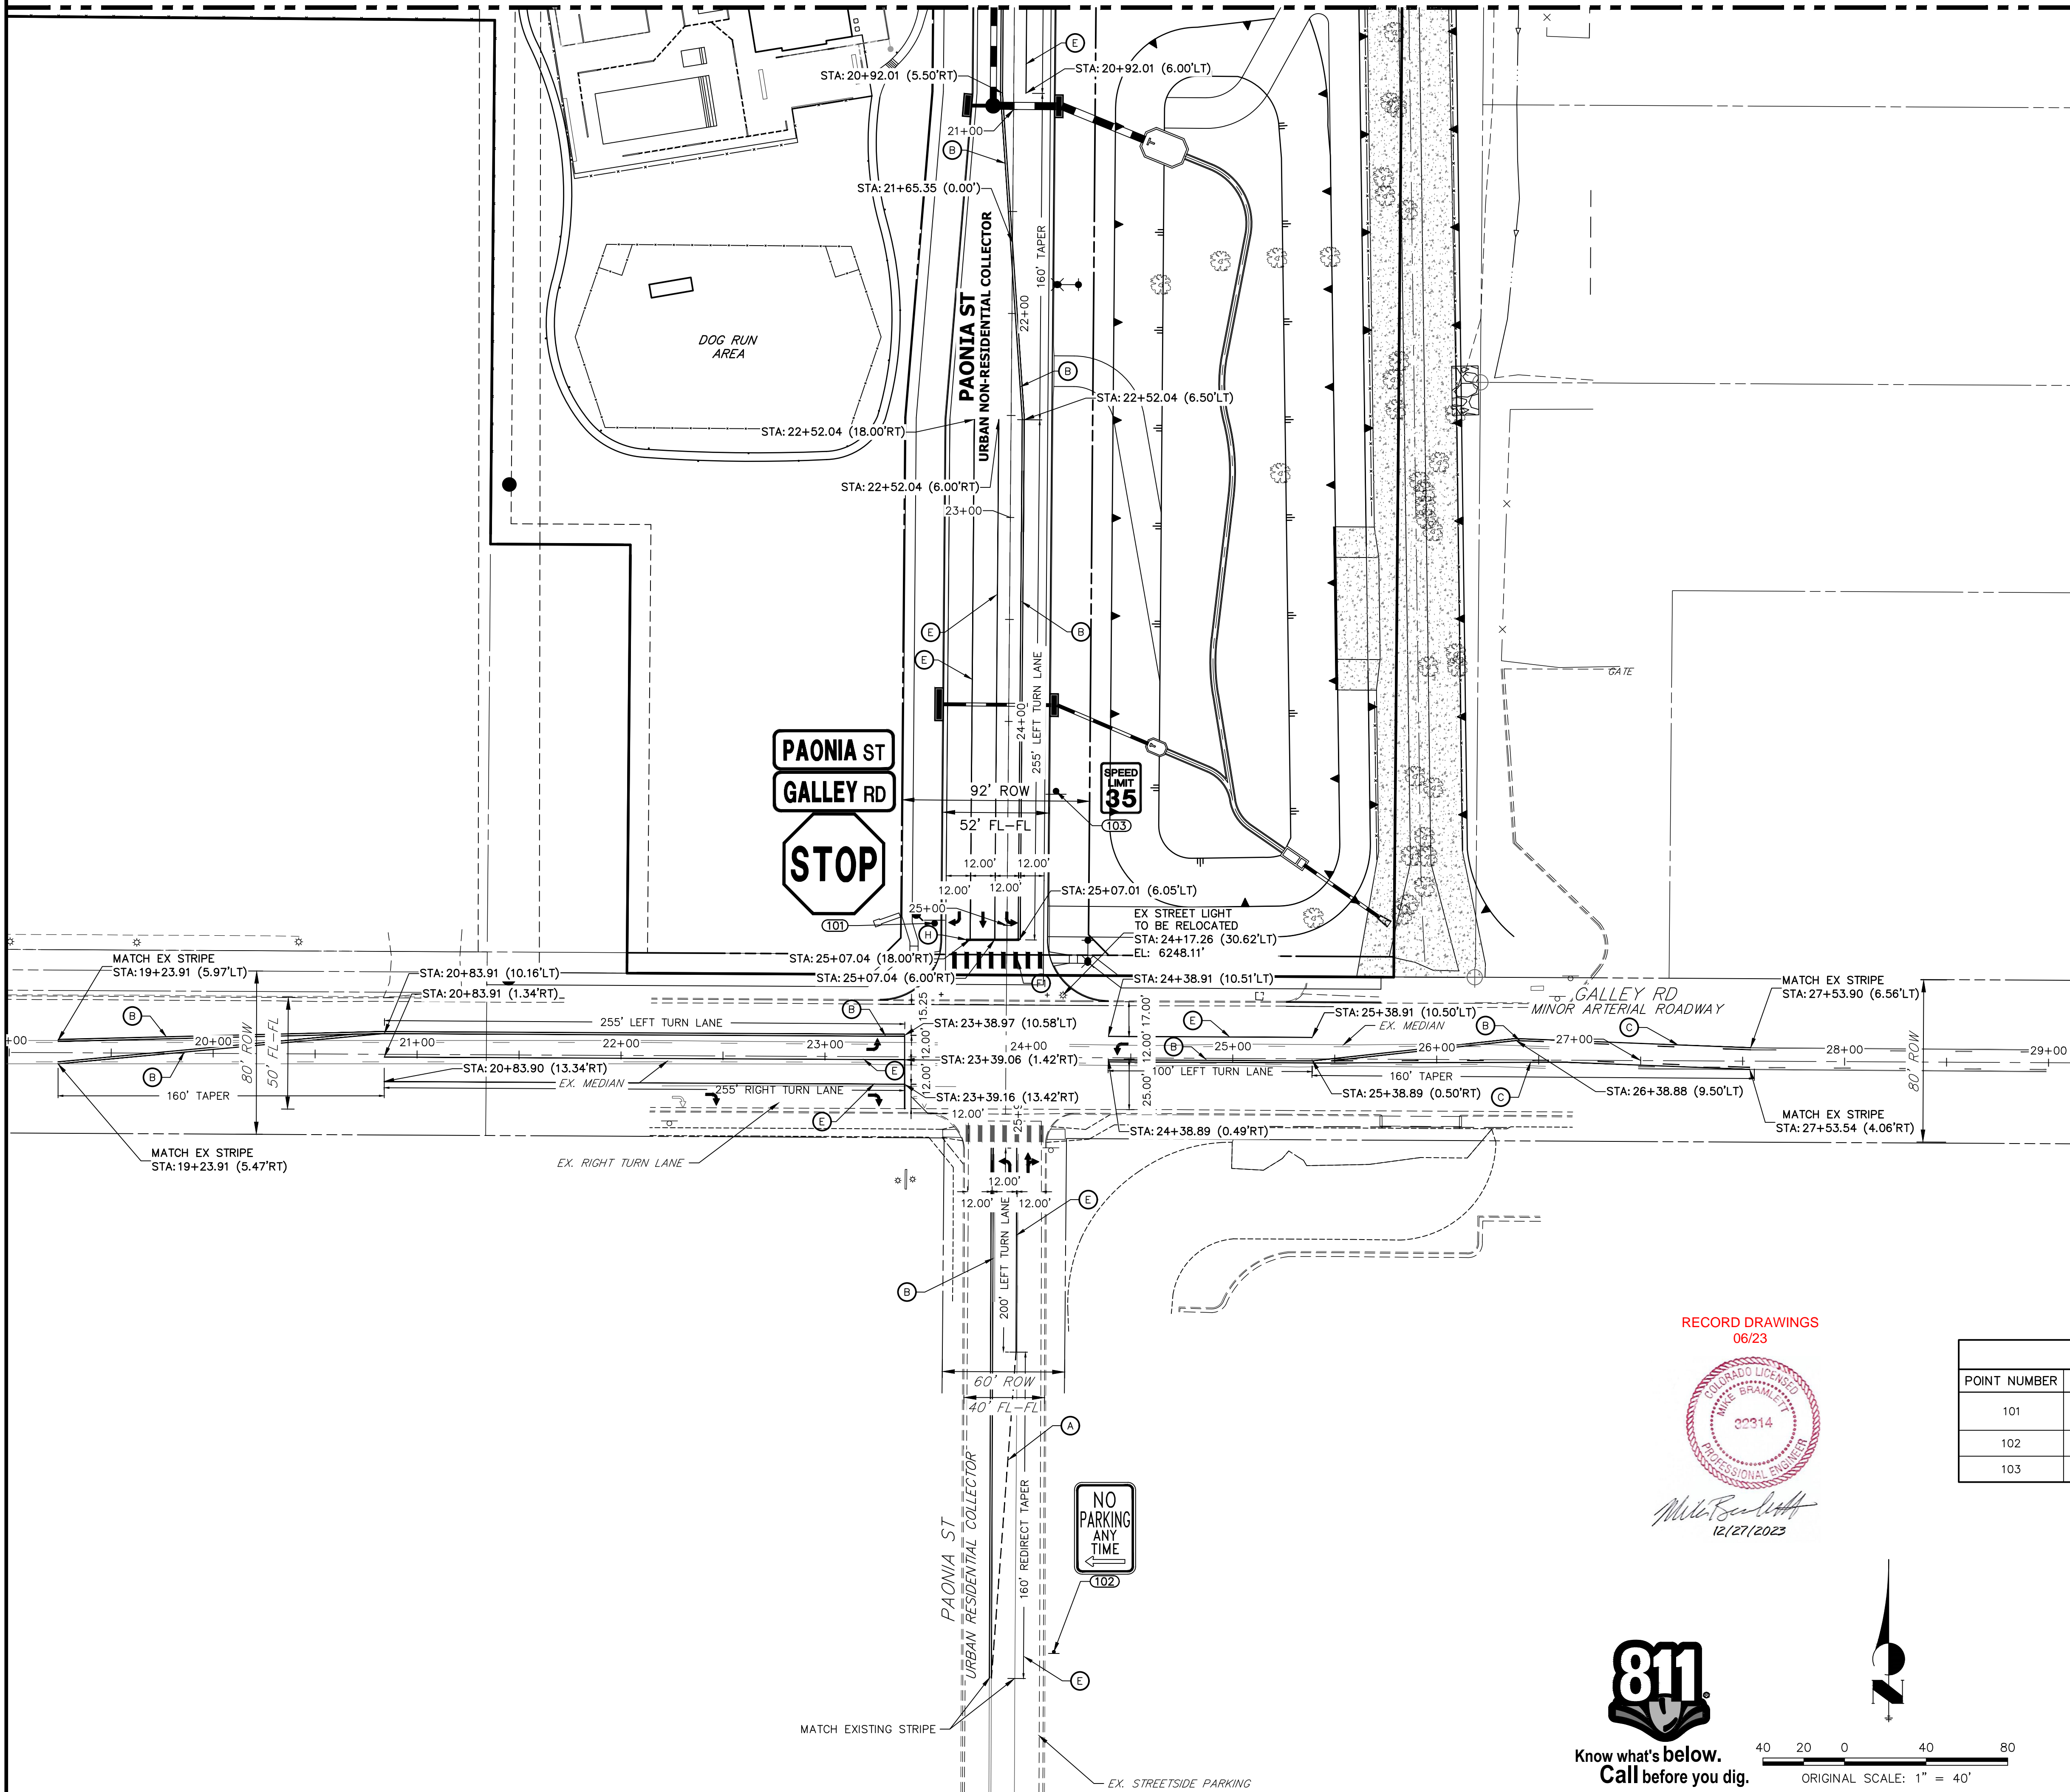 STA: 20+92.01 (5.50'RT)
E
STA: 20+92.01 (6.00'LT)
21+00
B
STA: 21+65.35 (0.00')
160' TAPER
PAONIA ST
URBAN NON-RESIDENTIAL COLLECTOR
22+00
DOG RUN
AREA
B
STA: 22+52.04 (6.50'LT)
STA: 22+52.04 (18.00'RT)
STA: 22+52.04 (6.00'RT)
23+00
E
B
E
255' LEFT TURN LANE
24+00
GATE
PAONIA ST
GALLEY RD
STOP
101
SPEED
LIMIT
35
103
92' ROW
52' FL-FL
12.00'
12.00'
12.00'
12.00'
STA: 25+07.01 (6.05'LT)
25+00
H
EX STREET LIGHT
TO BE RELOCATED
STA: 24+17.26 (30.62'LT)
EL: 6248.11'
STA: 25+07.04 (18.00'RT)
STA: 25+07.04 (6.00'RT)
STA: 24+38.91 (10.51'LT)
MATCH EX STRIPE
STA: 19+23.91 (5.97'LT)
STA: 20+83.91 (10.16'LT)
STA: 20+83.91 (1.34'RT)
B
255' LEFT TURN LANE
B
15.25
STA: 23+38.97 (10.58'LT)
17.00'
E
STA: 25+38.91 (10.50'LT)
EX. MEDIAN
GALLEY RD
MINOR ARTERIAL ROADWAY
MATCH EX STRIPE
STA: 27+53.90 (6.56'LT)
B
C
+00
20+00
21+00
22+00
23+00
24+00
25+00
26+00
27+00
28+00
29+00
80' ROW
50' FL-FL
12.00'
12.00'
12.00'
25.00'
80' ROW
B
STA: 23+39.06 (1.42'RT)
B
STA: 20+83.90 (13.34'RT)
EX. MEDIAN
E
160' TAPER
255' RIGHT TURN LANE
STA: 23+39.16 (13.42'RT)
100' LEFT TURN LANE
160' TAPER
STA: 25+38.89 (0.50'RT)
C
STA: 26+38.88 (9.50'LT)
E
12.00'
STA: 24+38.89 (0.49'RT)
MATCH EX STRIPE
STA: 27+53.54 (4.06'RT)
MATCH EX STRIPE
STA: 19+23.91 (5.47'RT)
EX. RIGHT TURN LANE
12.00'
12.00'
12.00'
E
200' LEFT TURN LANE
B
60' ROW
40' FL-FL
A
PAONIA ST
URBAN RESIDENTIAL COLLECTOR
160' REDIRECT TAPER
NO
PARKING
ANY
TIME
102
E
MATCH EXISTING STRIPE
EX. STREETSIDE PARKING
RECORD DRAWINGS
06/23
COLORADO LICENSED
MIKE BRAMLETT
32314
PROFESSIONAL ENGINEER
12/27/2023
POINT NUMBER
101
102
103
811
Know what's below.
Call before you dig.
N
40 20 0 40 80
ORIGINAL SCALE: 1" = 40'